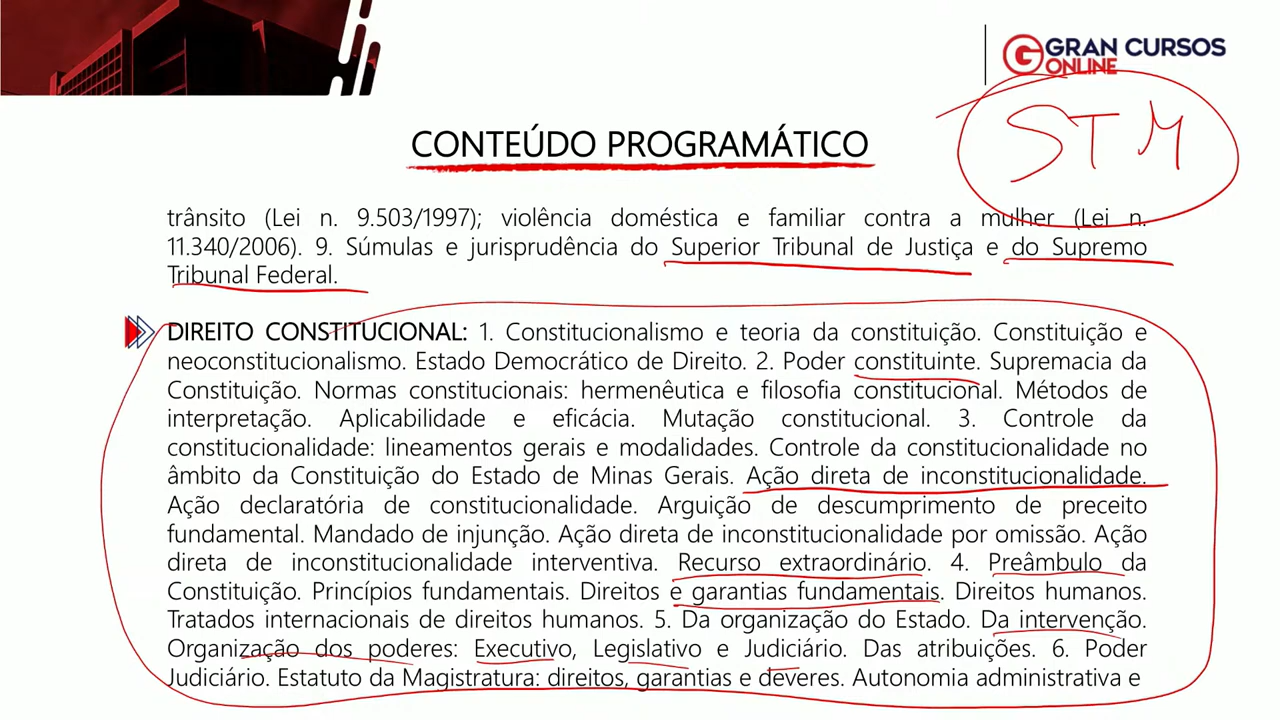 GRAN CURSOS
ONLINE
STM
CONTEÚDO PROGRAMÁTICO
trânsito (Lei n. 9.503/1997); violência doméstica e familiar contra a mulher (Lei n.
11.340/2006). 9. Súmulas e jurisprudência do Superior Tribunal de Justiça e do Supremo
Tribunal Federal.
DIREITO CONSTITUCIONAL: 1. Constitucionalismo e teoria da constituição. Constituição e
neoconstitucionalismo. Estado Democrático de Direito. 2. Poder constituinte. Supremacia da
Constituição. Normas constitucionais: hermenêutica e filosofia constitucional. Métodos de
interpretação. Aplicabilidade e eficácia. Mutação constitucional. 3. Controle da
constitucionalidade: lineamentos gerais e modalidades. Controle da constitucionalidade no
âmbito da Constituição do Estado de Minas Gerais. Ação direta de inconstitucionalidade.
Ação declaratória de constitucionalidade. Arguição de descumprimento de preceito
fundamental. Mandado de injunção. Ação direta de inconstitucionalidade por omissão. Ação
direta de inconstitucionalidade interventiva. Recurso extraordinário. 4. Preâmbulo da
Constituição. Princípios fundamentais. Direitos e garantias fundamentais. Direitos humanos.
Tratados internacionais de direitos humanos. 5. Da organização do Estado. Da intervenção.
Organização dos poderes: Executivo, Legislativo e Judiciário. Das atribuições. 6. Poder
Judiciário. Estatuto da Magistratura: direitos, garantias e deveres. Autonomia administrativa e